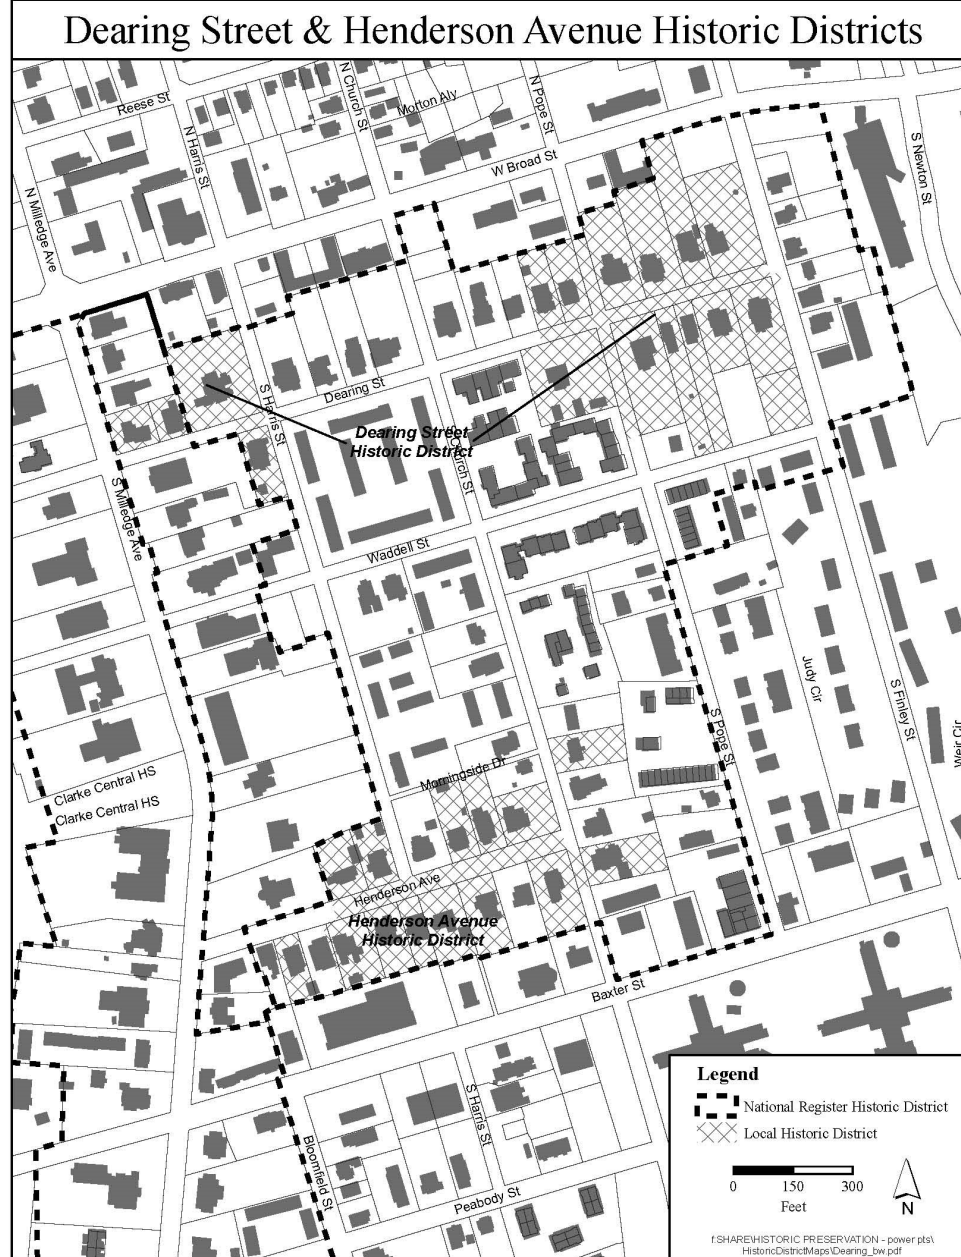 Dearing Street & Henderson Avenue Historic Districts
Reese St
N Harris St
N Church St
Morton Aly
N Pope St
W Broad St
S Newton St
N Milledge Ave
Dearing St
S Harris St
Dearing Street
Historic District
S Church St
S Milledge Ave
Waddell St
Judy Cir
S Finley St
S Pope St
Weir Cir
Morningside Dr
Clarke Central HS
Clarke Central HS
Henderson Ave
Henderson Avenue
Historic District
Baxter St
S Harris St
Bloomfield St
Peabody St
Legend
National Register Historic District
Local Historic District
0 150 300
Feet
N
f:SHARE\HISTORIC PRESERVATION - power pts\
HistoricDistrictMaps\Dearing_bw.pdf